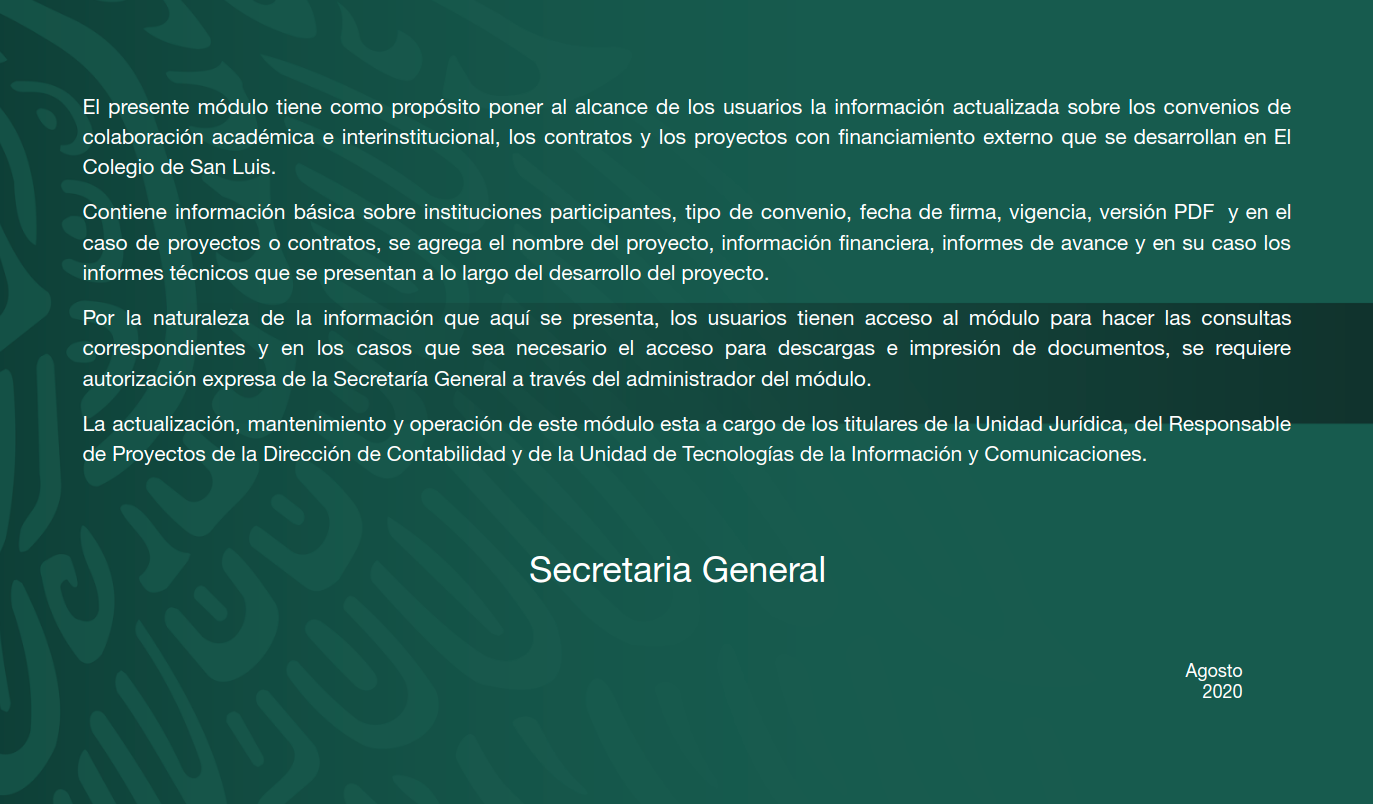 El presente módulo tiene como propósito poner al alcance de los usuarios la información actualizada sobre los convenios de
colaboración académica e interinstitucional, los contratos y los proyectos con financiamiento externo que se desarrollan en El
Colegio de San Luis.
Contiene información básica sobre instituciones participantes, tipo de convenio, fecha de firma, vigencia, versión PDF  y en el
caso de proyectos o contratos, se agrega el nombre del proyecto, información financiera, informes de avance y en su caso los
informes técnicos que se presentan a lo largo del desarrollo del proyecto.
Por la naturaleza de la información que aquí se presenta, los usuarios tienen acceso al módulo para hacer las consultas
correspondientes y en los casos que sea necesario el acceso para descargas e impresión de documentos, se requiere
autorización expresa de la Secretaría General a través del administrador del módulo.
La actualización, mantenimiento y operación de este módulo esta a cargo de los titulares de la Unidad Jurídica, del Responsable
de Proyectos de la Dirección de Contabilidad y de la Unidad de Tecnologías de la Información y Comunicaciones.
Secretaria General
Agosto
2020